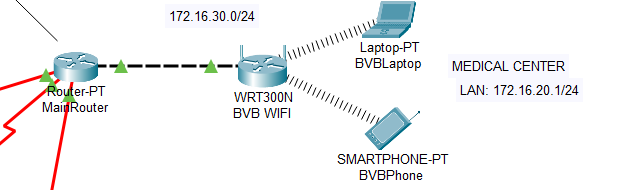 172.16.30.0/24
Laptop-PT
BVBLaptop
MEDICAL CENTER
LAN: 172.16.20.1/24
Router-PT
MainRouter
WRT300N
BVB WIFI
SMARTPHONE-PT
BVBPhone